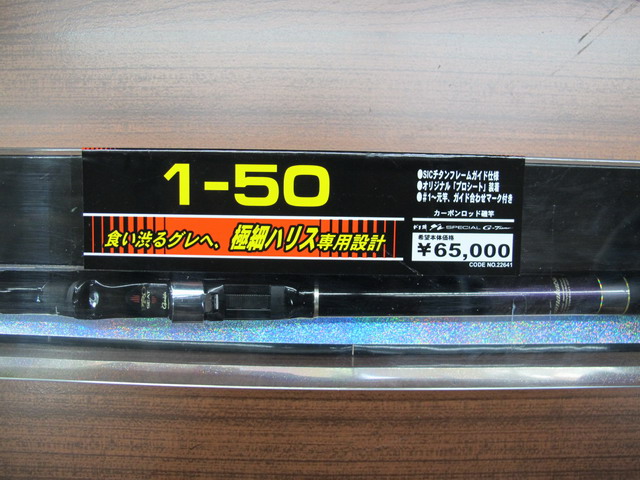 1-50
食い渋るグレへ、極細ハリス専用設計
●SICチタンフレームガイド仕様
●オリジナル「プロシート」装着
●#1〜元竿、ガイド合わせマーク付き
カーボンロッド磯竿
SPECIAL G-
希望本体価格
¥65,000
CODE NO.22641